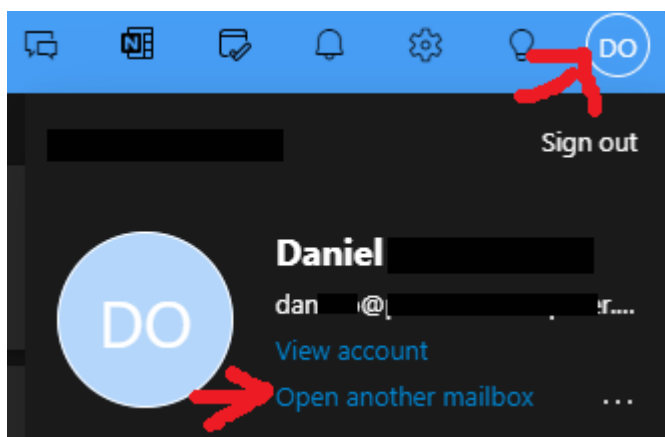 DO
Sign out
Daniel
DO
dan @ r....
View account
Open another mailbox